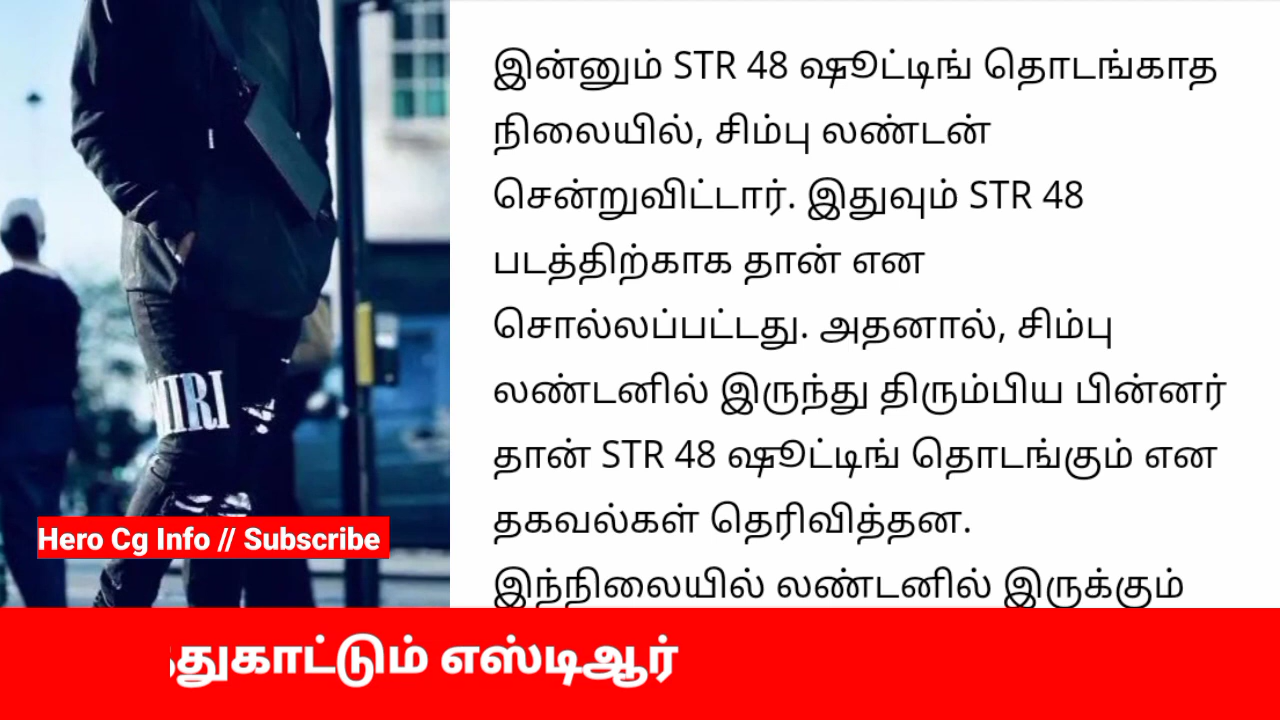 இன்னும் STR 48 ஷூட்டிங் தொடங்காத
நிலையில், சிம்பு லண்டன்
சென்றுவிட்டார். இதுவும் STR 48
படத்திற்காக தான் என
சொல்லப்பட்டது. அதனால், சிம்பு
லண்டனில் இருந்து திரும்பிய பின்னர்
தான் STR 48 ஷூட்டிங் தொடங்கும் என
தகவல்கள் தெரிவித்தன.
இந்நிலையில் லண்டனில் இருக்கும்
Hero Cg Info // Subscribe
எஸ்டிஆர்